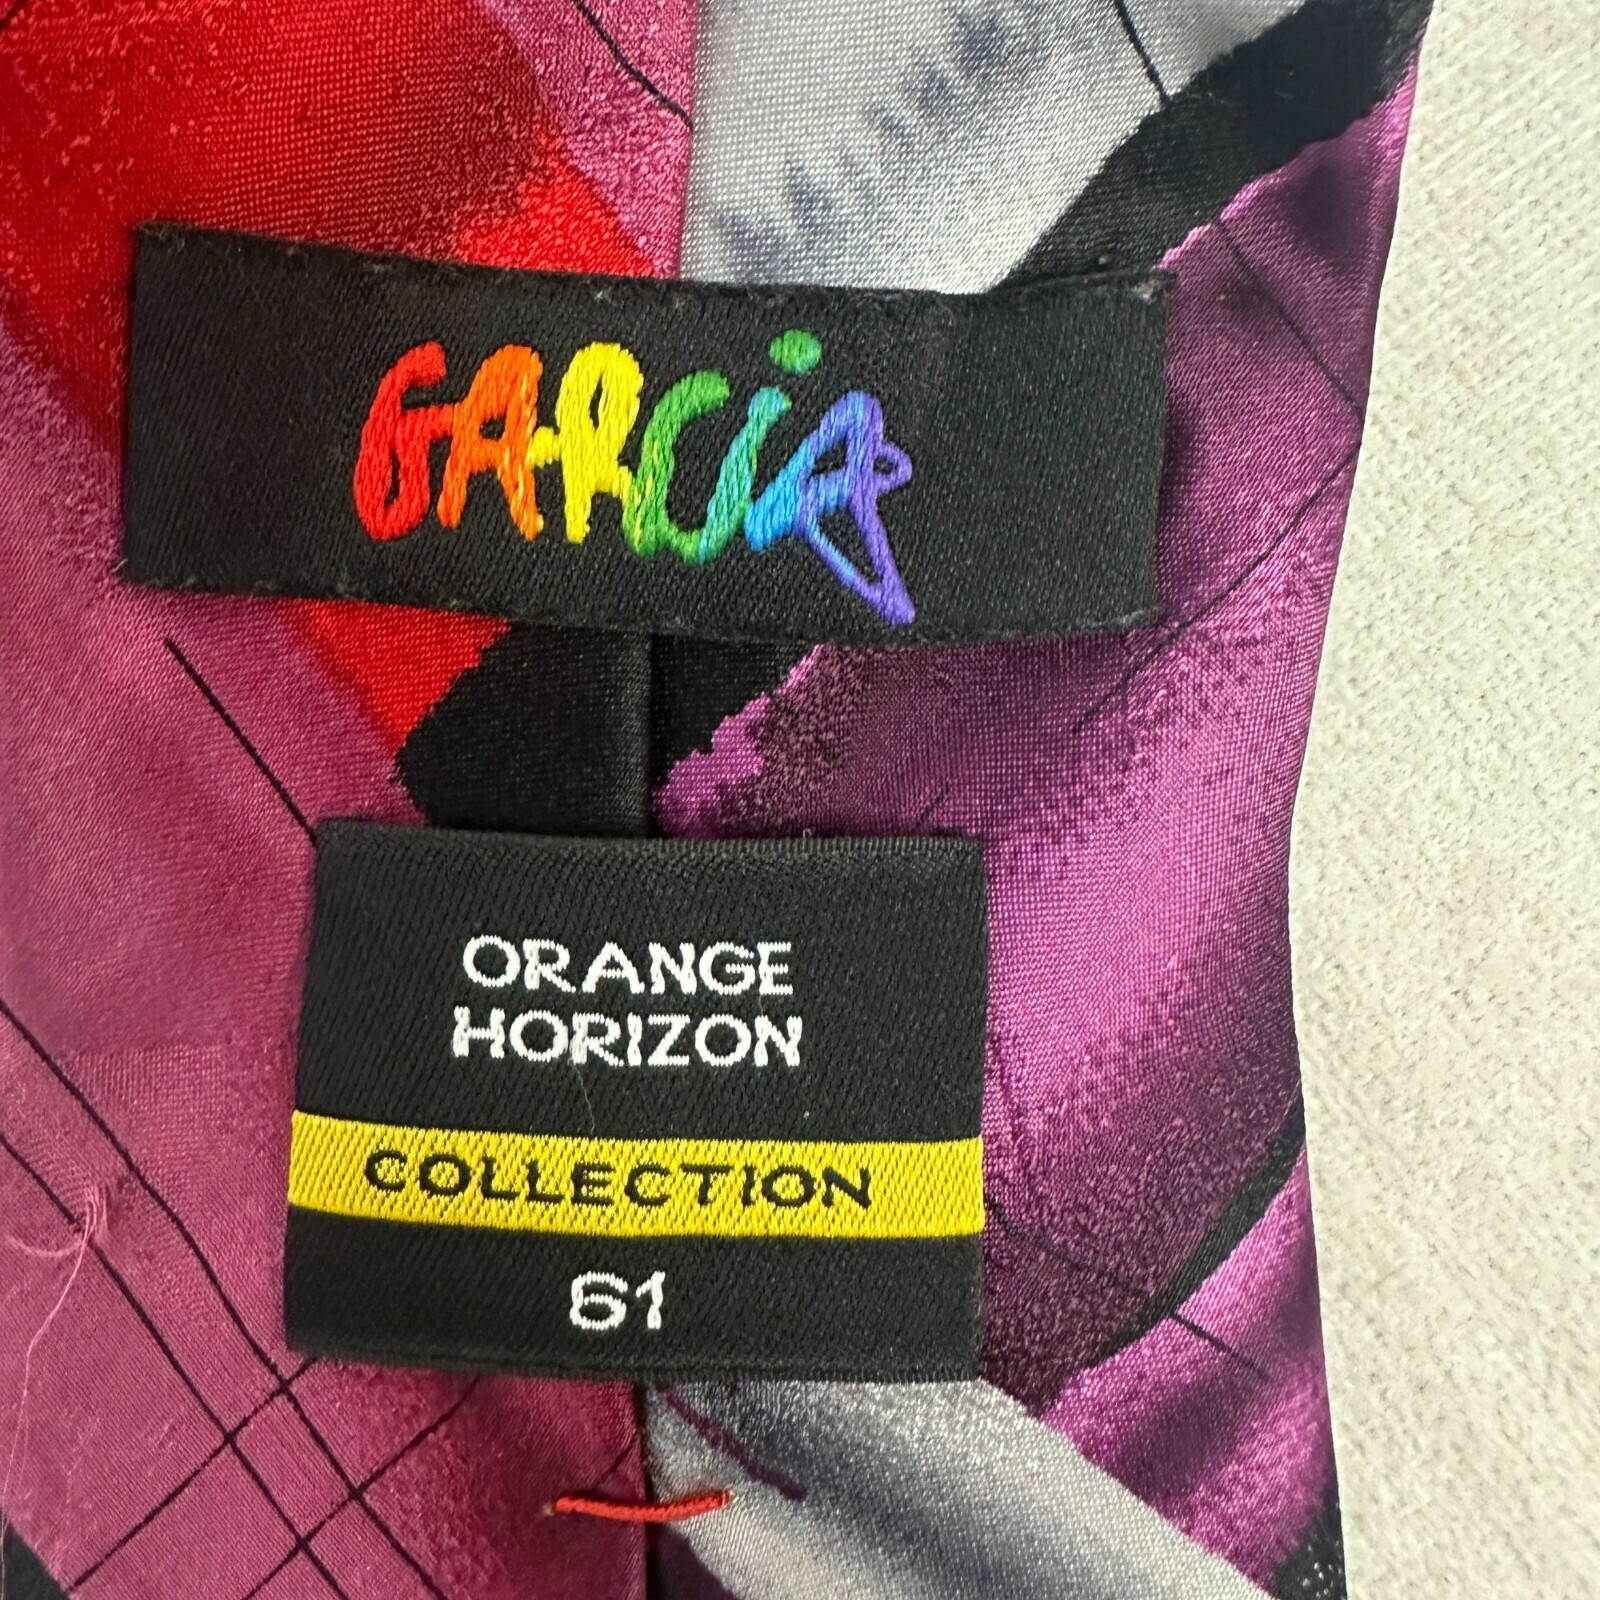 GARCiA
ORANGE
HORIZON
COLLECTION
61